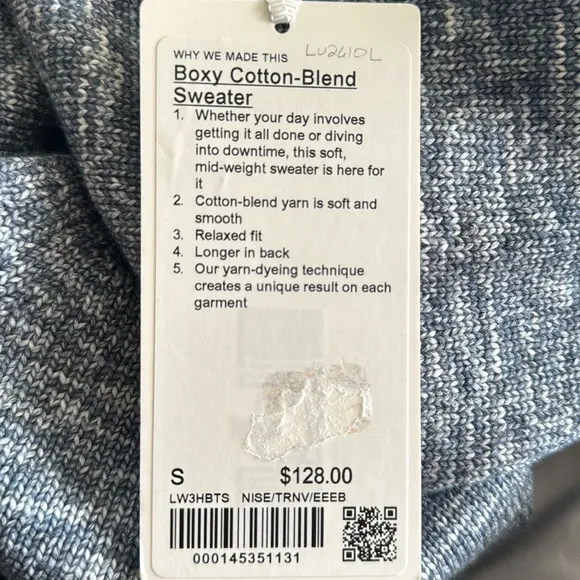 LU2610L
WHY WE MADE THIS
Boxy Cotton-Blend
Sweater
1. Whether your day involves
getting it all done or diving
into downtime, this soft,
mid-weight sweater is here for
it
2. Cotton-blend yarn is soft and
smooth
3. Relaxed fit
4. Longer in back
5. Our yarn-dyeing technique
creates a unique result on each
garment
S $128.00
LW3HBTS NISE/TRNV/EEEB
000145351131